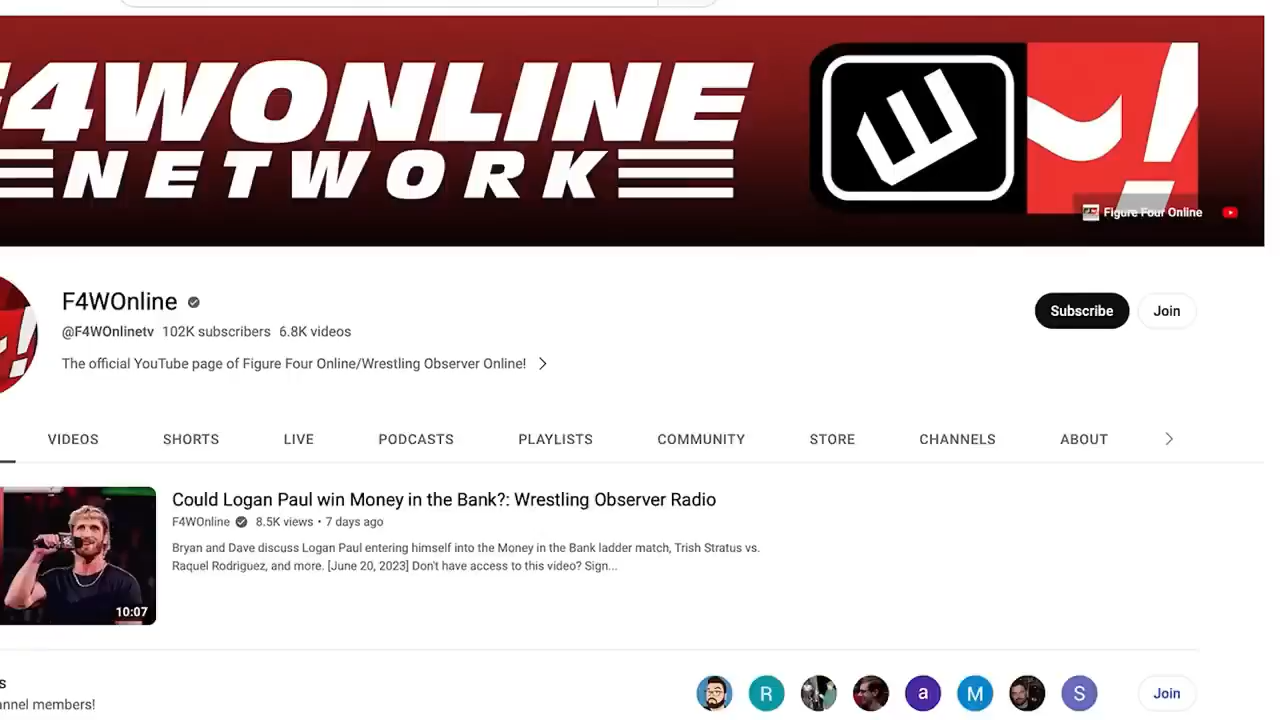 F4WONLINE
NETWORK
Figure Four Online
F4WOnline
@F4WOnlinetv 102K subscribers 6.8K videos
The official YouTube page of Figure Four Online/Wrestling Observer Online!
Subscribe
Join
VIDEOS SHORTS LIVE PODCASTS PLAYLISTS COMMUNITY STORE CHANNELS ABOUT
Could Logan Paul win Money in the Bank?: Wrestling Observer Radio
F4WOnline 8.5K views • 7 days ago
Bryan and Dave discuss Logan Paul entering himself into the Money in the Bank ladder match, Trish Stratus vs.
Raquel Rodriguez, and more. [June 20, 2023] Don't have access to this video? Sign...
10:07
R a M S
Join
nnel members!